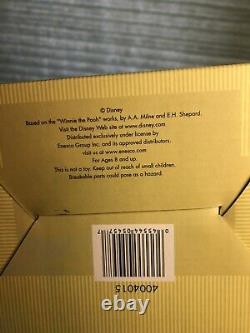 © Disney
Based on the "Winnie the Pooh" works, by A.A. Milne and E.H. Shepard.
Visit the Disney Web site at www.disney.com.
Distributed exclusively under license by
Enesco Group Inc. and its approved distributors.
visit us at www.enesco.com
For Ages 8 and up.
This is not a toy. Keep out of reach of small children.
Breakable parts could pose as a hazard.
4004015